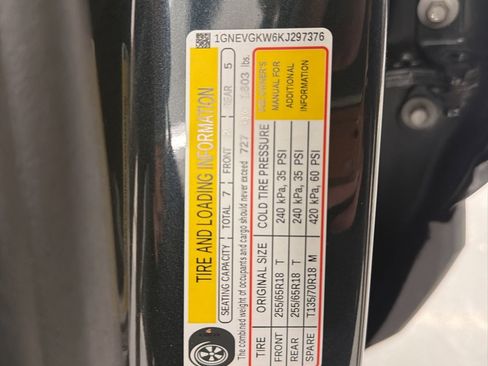 1GNEVGKW6KJ297376
TIRE AND LOADING INFORMATION
SEATING CAPACITY TOTAL 7 FRONT 2 REAR 5
The combined weight of occupants and cargo should never exceed 727 kg or 1603 lbs.
TIRE ORIGINAL SIZE COLD TIRE PRESSURE
FRONT 255/65R18 T 240 kPa, 35 PSI
REAR 255/65R18 T 240 kPa, 35 PSI
SPARE T135/70R18 M 420 kPa, 60 PSI
SEE OWNER'S
MANUAL FOR
ADDITIONAL
INFORMATION